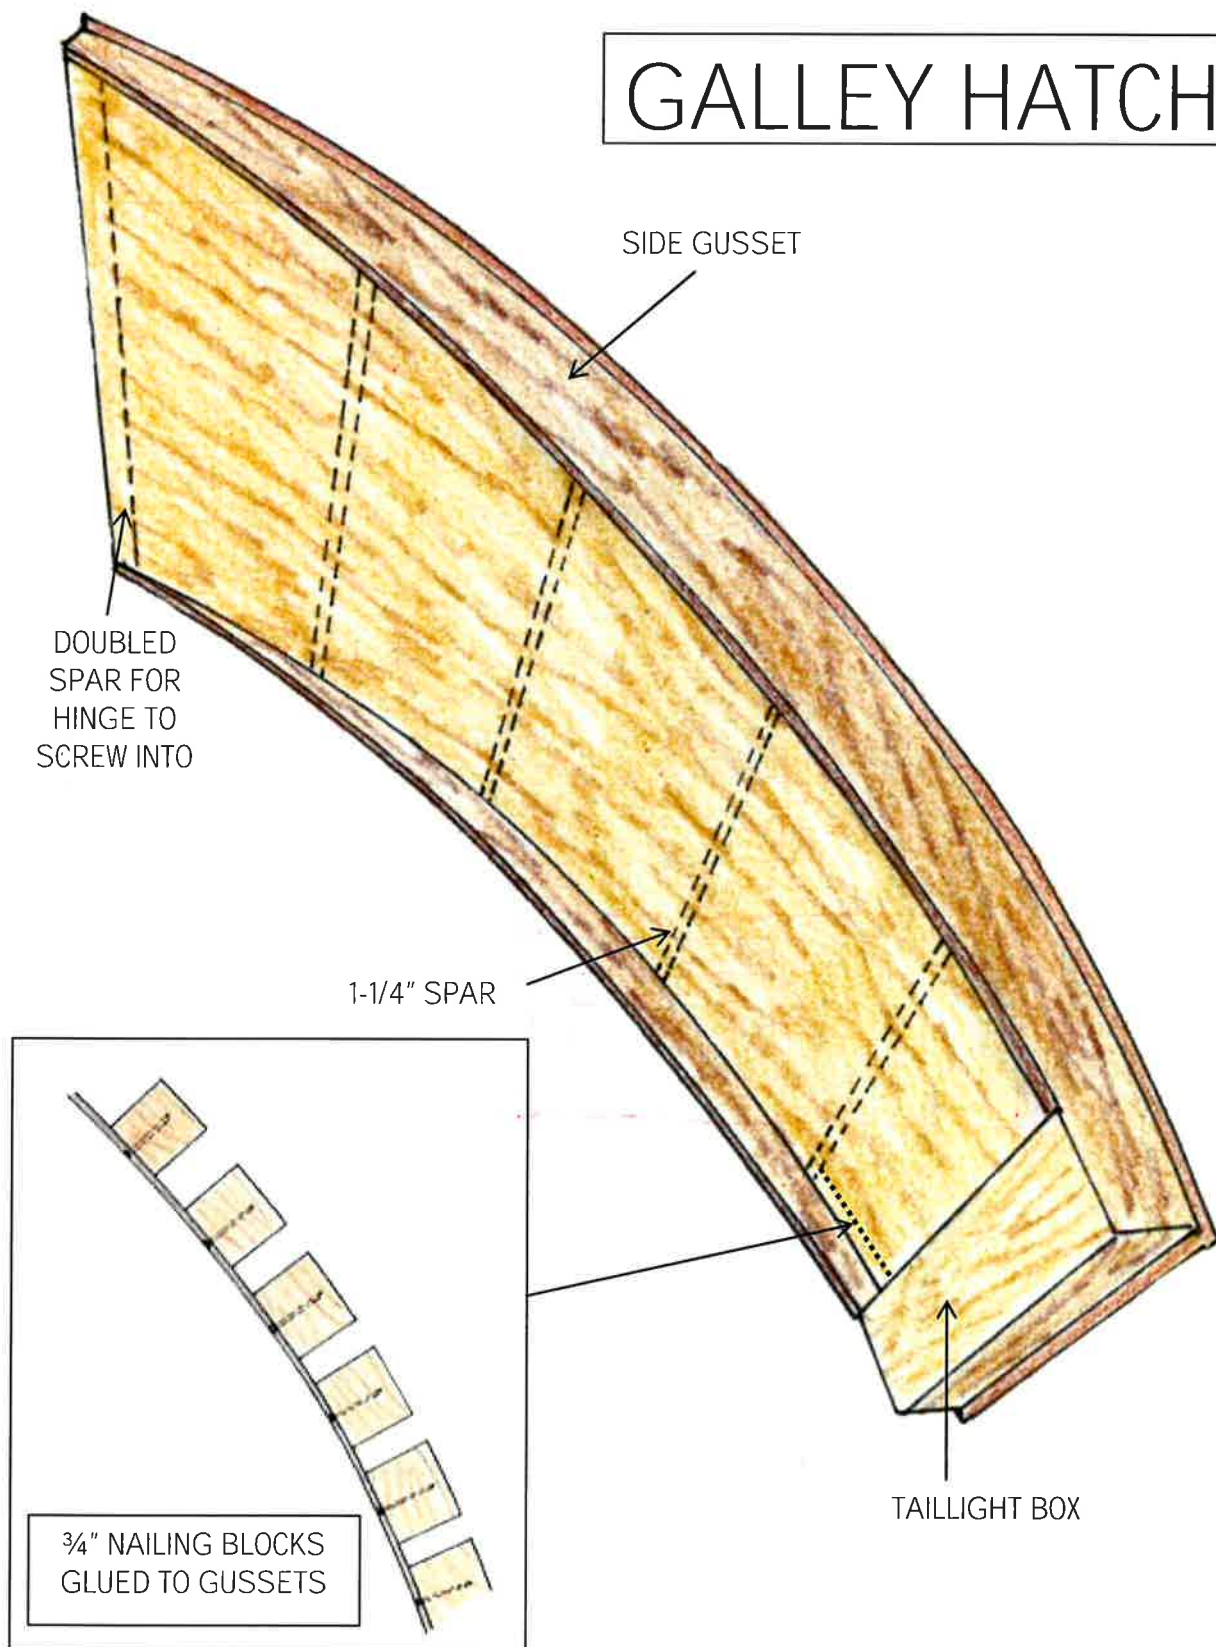 GALLEY HATCH
SIDE GUSSET
DOUBLED
SPAR FOR
HINGE TO
SCREW INTO
1-1/4" SPAR
¾" NAILING BLOCKS
GLUED TO GUSSETS
TAILLIGHT BOX